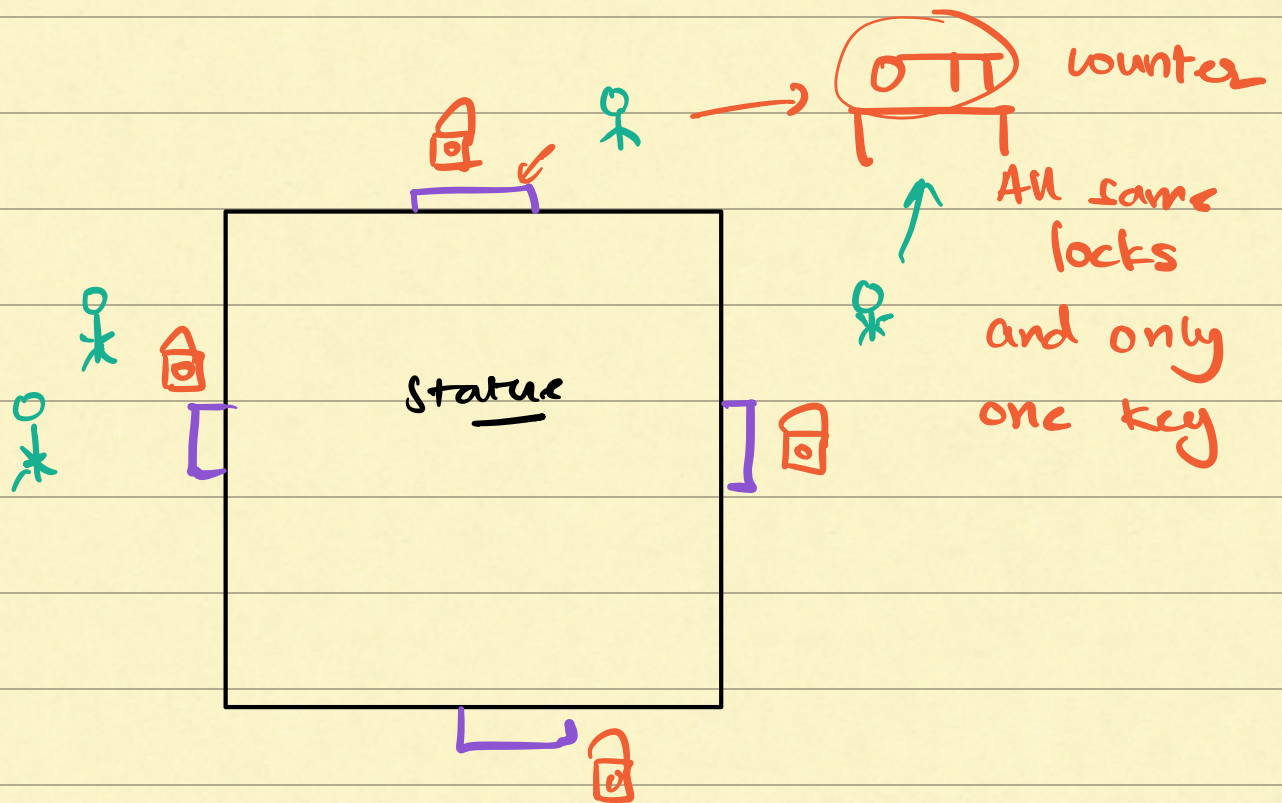 counter
All same
locks
and only
one key
statue